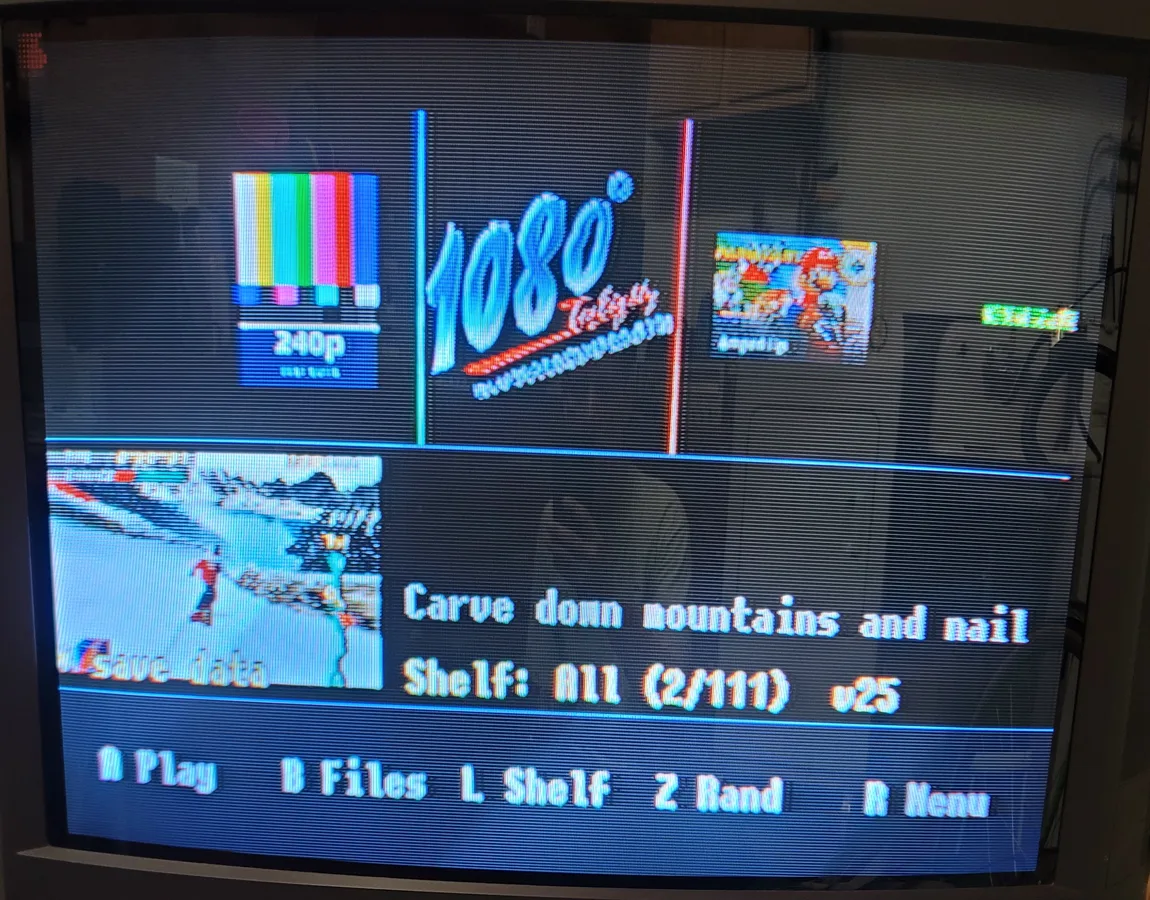 240p
1080°
Carve down mountains and nail
save data
Shelf: All (2/111) v25
A Play B Files L Shelf Z Rand R Menu